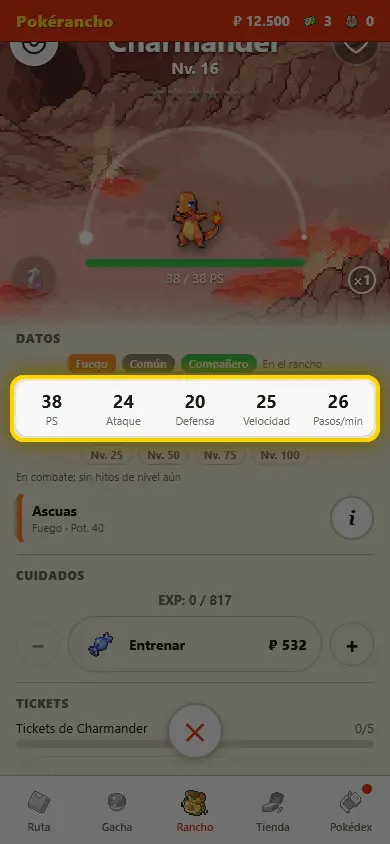 Pokérancho ₽ 12.500 3 0
Charmander
Nv. 16
38 / 38 PS
×1
DATOS
Fuego Común Compañero En el rancho
38 24 20 25 26
PS Ataque Defensa Velocidad Pasos/min
Nv. 25 Nv. 50 Nv. 75 Nv. 100
En combate: sin hitos de nivel aún
Ascuas
Fuego · Pot. 40
i
CUIDADOS
EXP: 0 / 817
− Entrenar ₽ 532 +
TICKETS
Tickets de Charmander 0/5
Ruta Gacha Rancho Tienda Pokédex